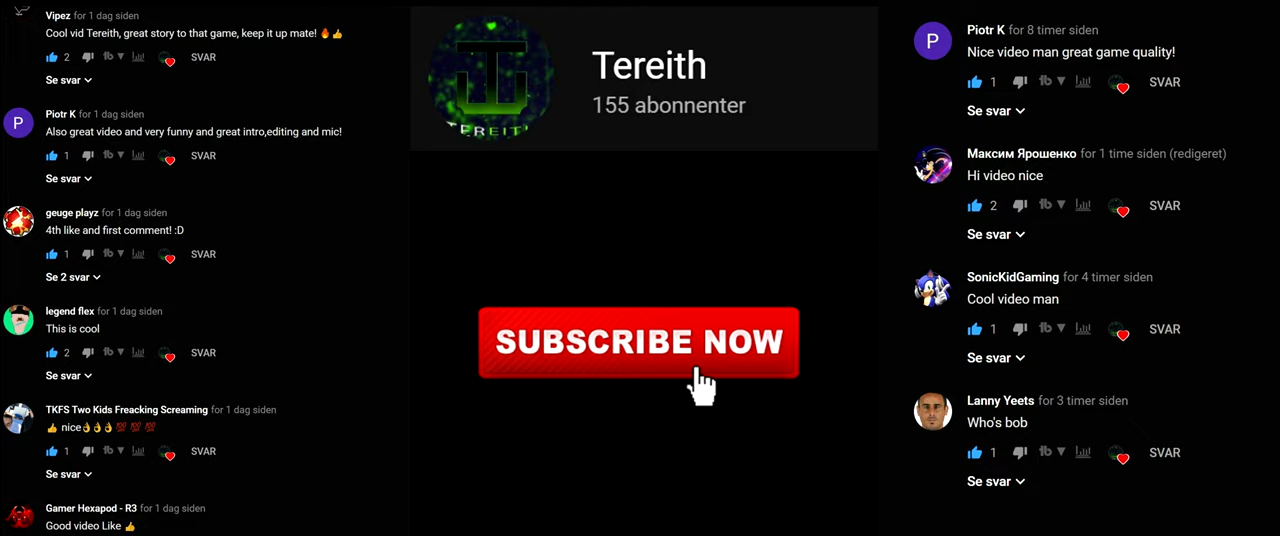 Vipez for 1 dag siden
Cool vid Tereith, great story to that game, keep it up mate! 🔥👍
2 SVAR
Se svar
P
Piotr K for 1 dag siden
Also great video and very funny and great intro,editing and mic!
1 SVAR
Se svar
geuge playz for 1 dag siden
4th like and first comment! :D
1 SVAR
Se 2 svar
legend flex for 1 dag siden
This is cool
2 SVAR
Se svar
TKFS Two Kids Freacking Screaming for 1 dag siden
👍 nice👌👌👌💯 💯 💯
1 SVAR
Se svar
Gamer Hexapod - R3 for 1 dag siden
Good video Like 👍
TEREITH
Tereith
155 abonnenter
SUBSCRIBE NOW
P
Piotr K for 8 timer siden
Nice video man great game quality!
1 SVAR
Se svar
Максим Ярошенко for 1 time siden (redigeret)
Hi video nice
2 SVAR
Se svar
SonicKidGaming for 4 timer siden
Cool video man
1 SVAR
Se svar
Lanny Yeets for 3 timer siden
Who's bob
1 SVAR
Se svar